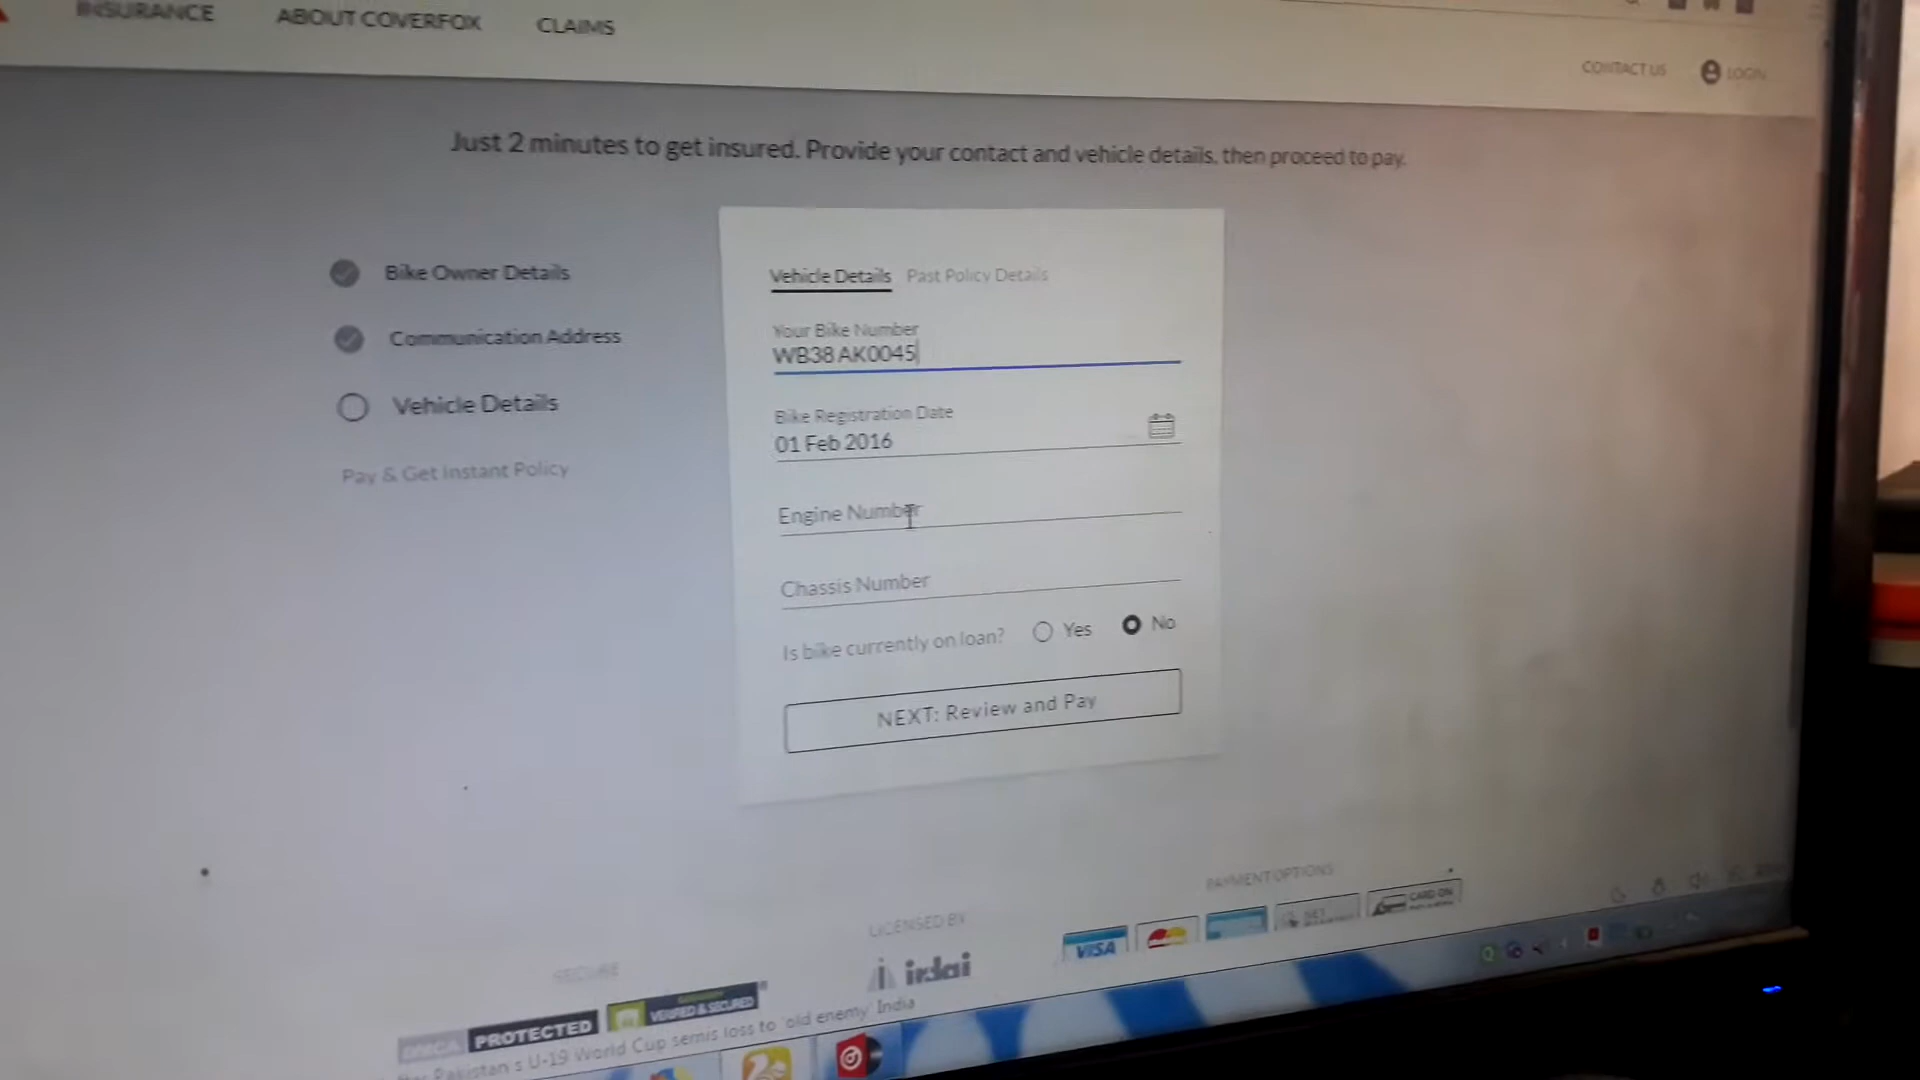 INSURANCE
ABOUT COVERFOX
CLAIMS
CONTACT US
LOGIN
Just 2 minutes to get insured. Provide your contact and vehicle details, then proceed to pay.
Bike Owner Details
Communication Address
Vehicle Details
Pay & Get Instant Policy
Vehicle Details
Past Policy Details
Your Bike Number
WB38AK0045
Bike Registration Date
01 Feb 2016
Engine Number
Chassis Number
Is bike currently on loan?
Yes
No
NEXT: Review and Pay
PAYMENT OPTIONS
VISA
CARD ON
LICENSED BY
irdai
SECURE
PROTECTED
VERIFIED & SECURED
Pakistan s U-19 World Cup semis loss to 'old enemy' India